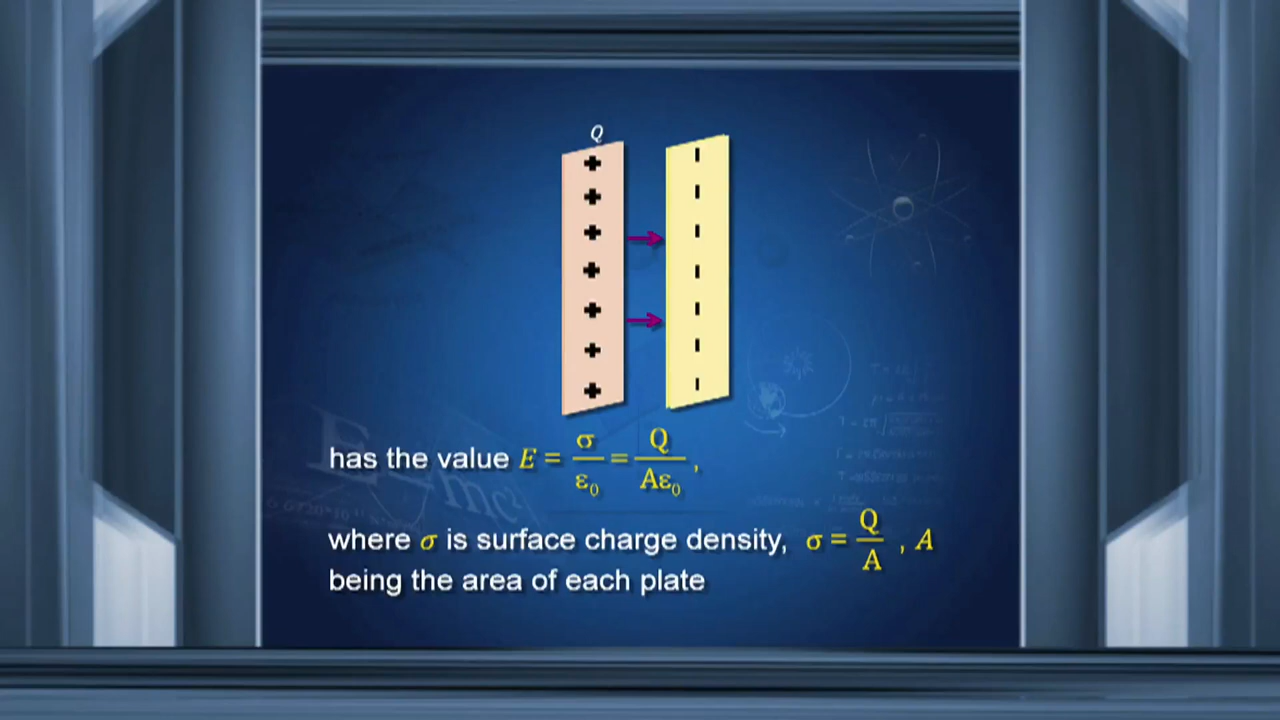 Q
has the value E = σ/ε₀ = Q/Aε₀ ,
where σ is surface charge density, σ = Q/A , A
being the area of each plate